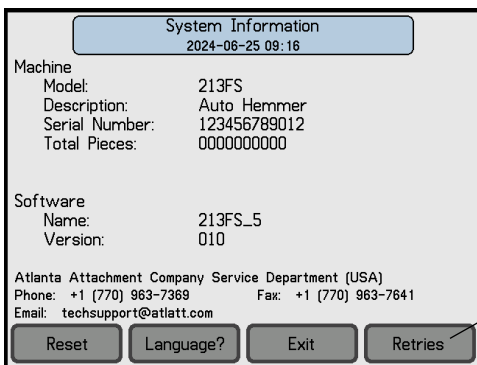 System Information
2024-06-25 09:16
Machine
Model: 213FS
Description: Auto Hemmer
Serial Number: 123456789012
Total Pieces: 0000000000
Software
Name: 213FS_5
Version: 010
Atlanta Attachment Company Service Department (USA)
Phone: +1 (770) 963-7369 Fax: +1 (770) 963-7641
Email: techsupport@atlatt.com
Reset Language? Exit Retries